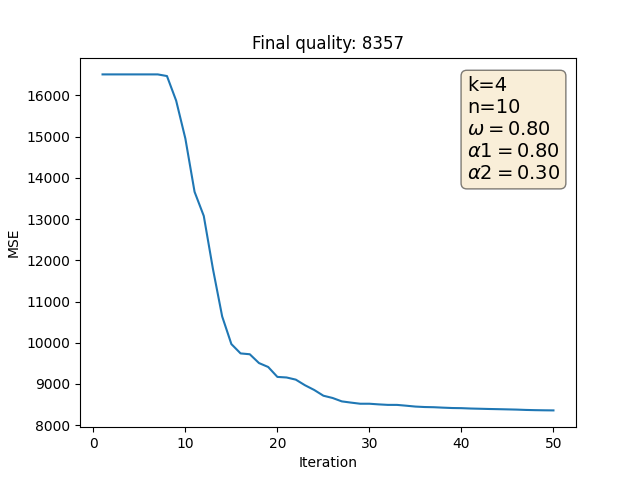 Final quality: 8357
k=4
n=10
ω = 0.80
α1 = 0.80
α2 = 0.30
16000
15000
14000
13000
12000
11000
10000
9000
8000
MSE
0 10 20 30 40 50
Iteration